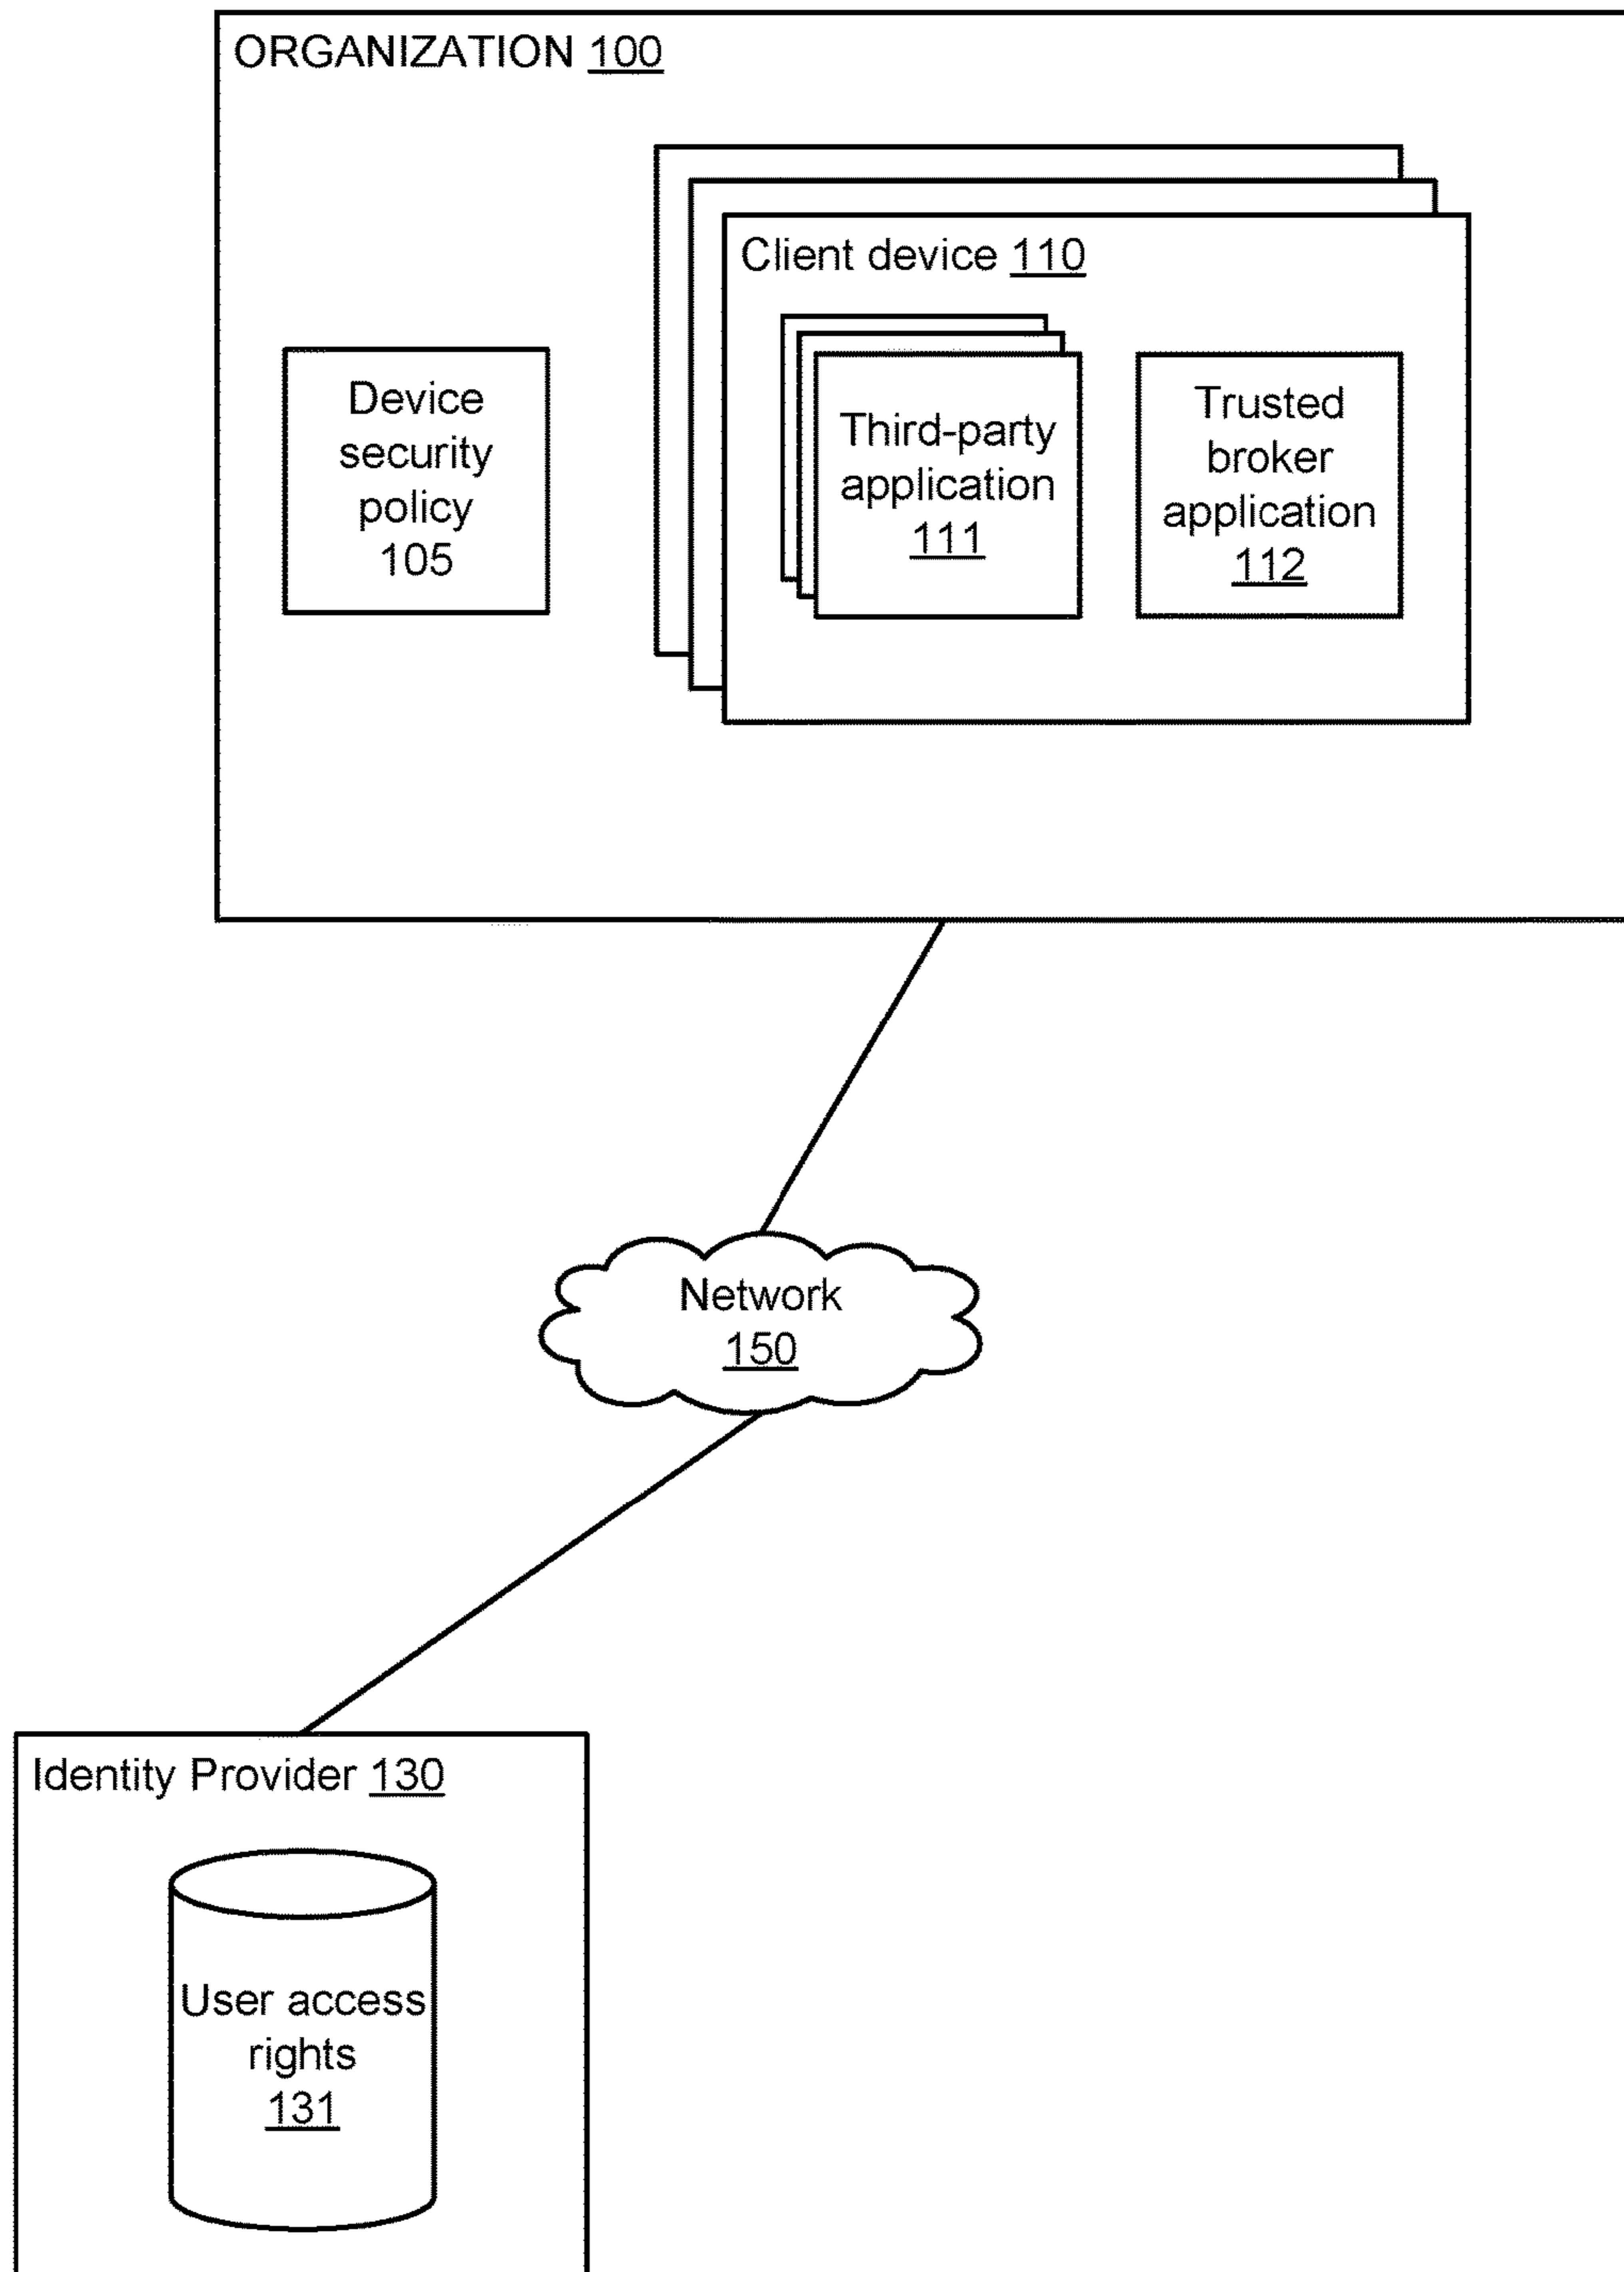 ORGANIZATION 100
Client device 110
Device
security
policy
105
Third-party
application
111
Trusted
broker
application
112
Network
150
Identity Provider 130
User access
rights
131